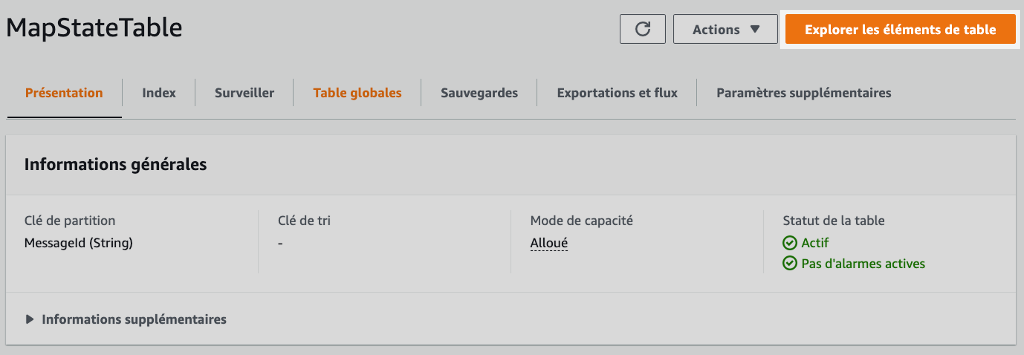 MapStateTable
Actions
Explorer les éléments de table
Présentation
Index
Surveiller
Table globales
Sauvegardes
Exportations et flux
Paramètres supplémentaires
Informations générales
Clé de partition
MessageId (String)
Clé de tri
-
Mode de capacité
Alloué
Statut de la table
Actif
Pas d'alarmes actives
Informations supplémentaires